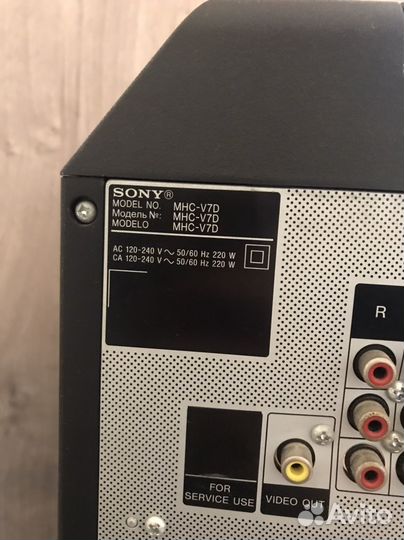 SONY®
MODEL NO. MHC-V7D
Модель №: MHC-V7D
MODELO MHC-V7D
AC 120-240 V ~ 50/60 Hz 220 W
CA 120-240 V ~ 50/60 Hz 220 W
R
FOR
SERVICE USE
VIDEO OUT
Avito